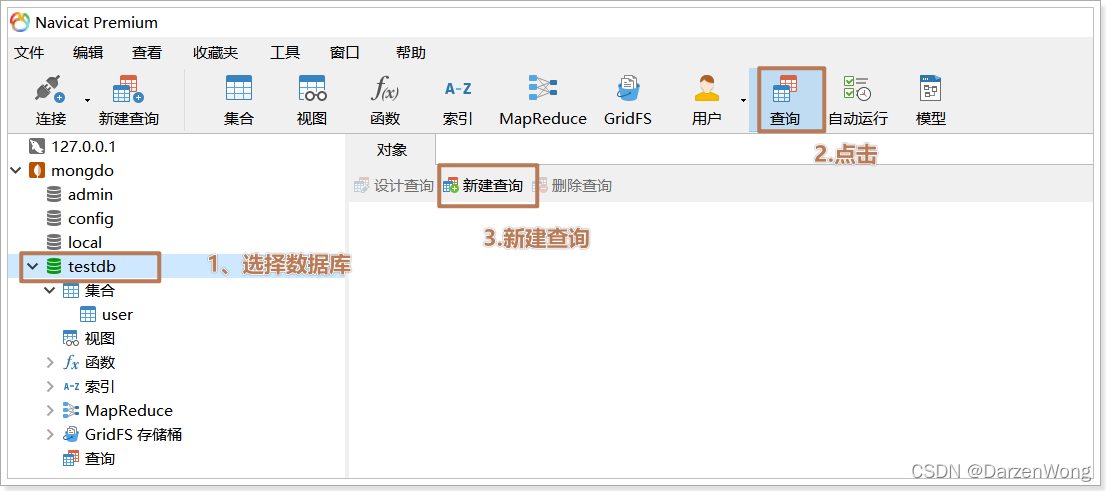 Navicat Premium
文件 编辑 查看 收藏夹 工具 窗口 帮助
f(x) A-Z
连接 新建查询 集合 视图 函数 索引 MapReduce GridFS 用户 查询 自动运行 模型
2.点击
127.0.0.1
对象
mongdo
设计查询 新建查询 删除查询
admin
config
3.新建查询
local
testdb
1、选择数据库
集合
user
视图
fx 函数
A-Z 索引
MapReduce
GridFS 存储桶
查询
CSDN @DarzenWong